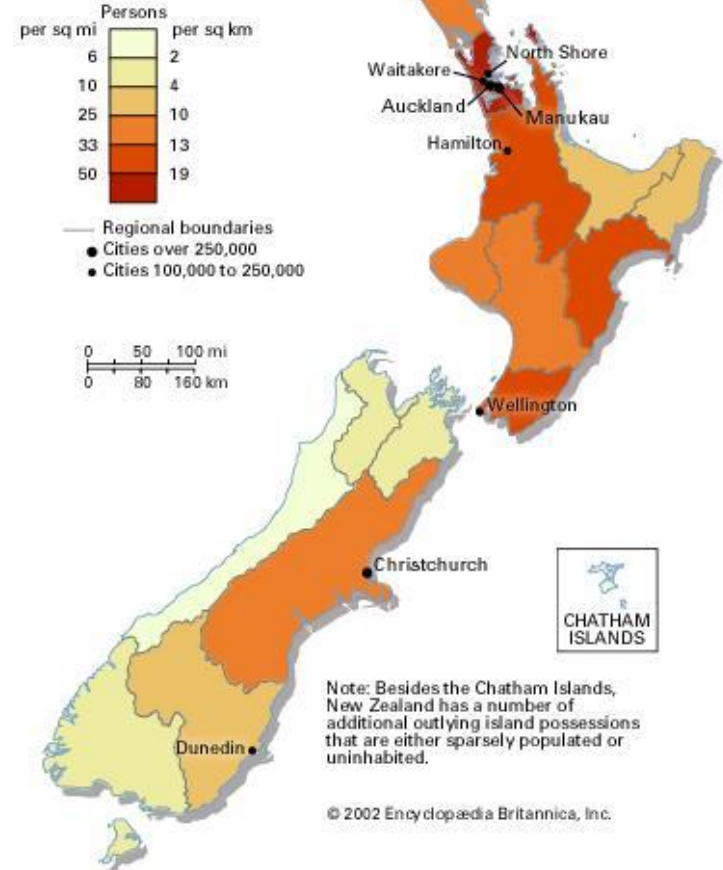 Persons
per sq mi per sq km
6 2
10 4
25 10
33 13
50 19
Regional boundaries
Cities over 250,000
Cities 100,000 to 250,000
0 50 100 mi
0 80 160 km
North Shore
Waitakere
Auckland
Manukau
Hamilton
Wellington
Christchurch
Dunedin
CHATHAM
ISLANDS
Note: Besides the Chatham Islands,
New Zealand has a number of
additional outlying island possessions
that are either sparsely populated or
uninhabited.
© 2002 Encyclopædia Britannica, Inc.